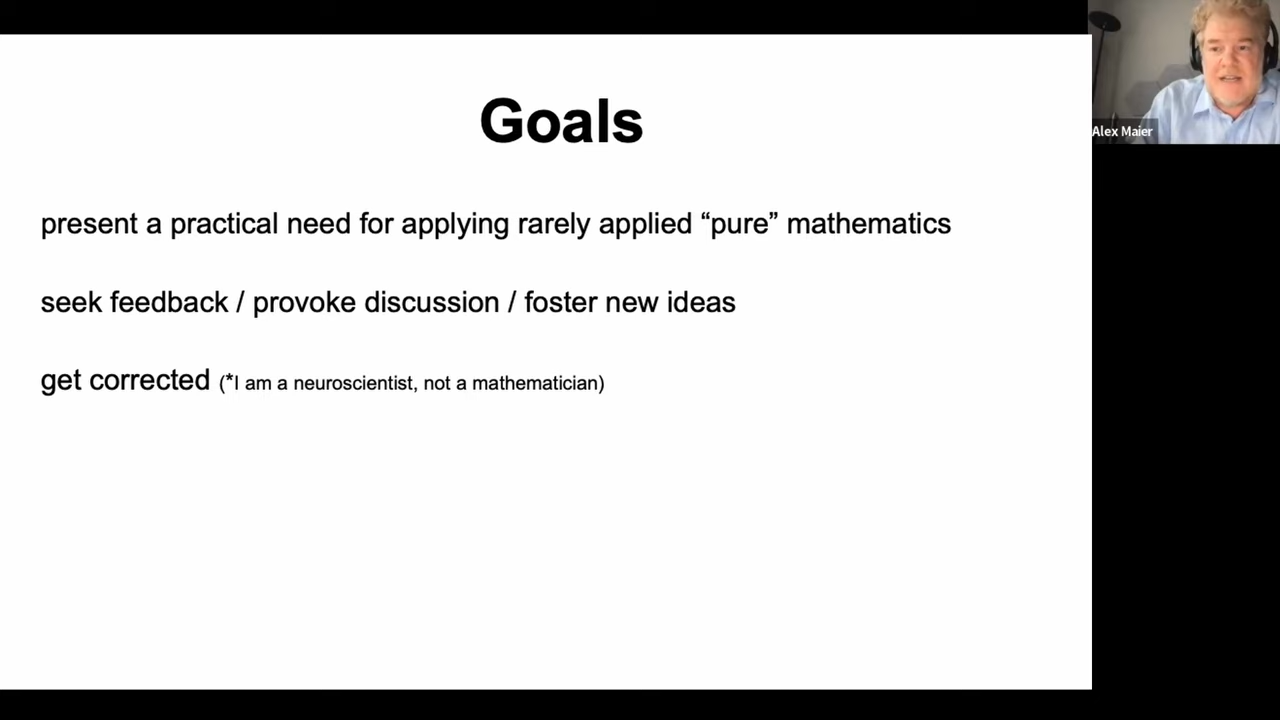 Goals
present a practical need for applying rarely applied “pure” mathematics
seek feedback / provoke discussion / foster new ideas
get corrected (*I am a neuroscientist, not a mathematician)
Alex Maier